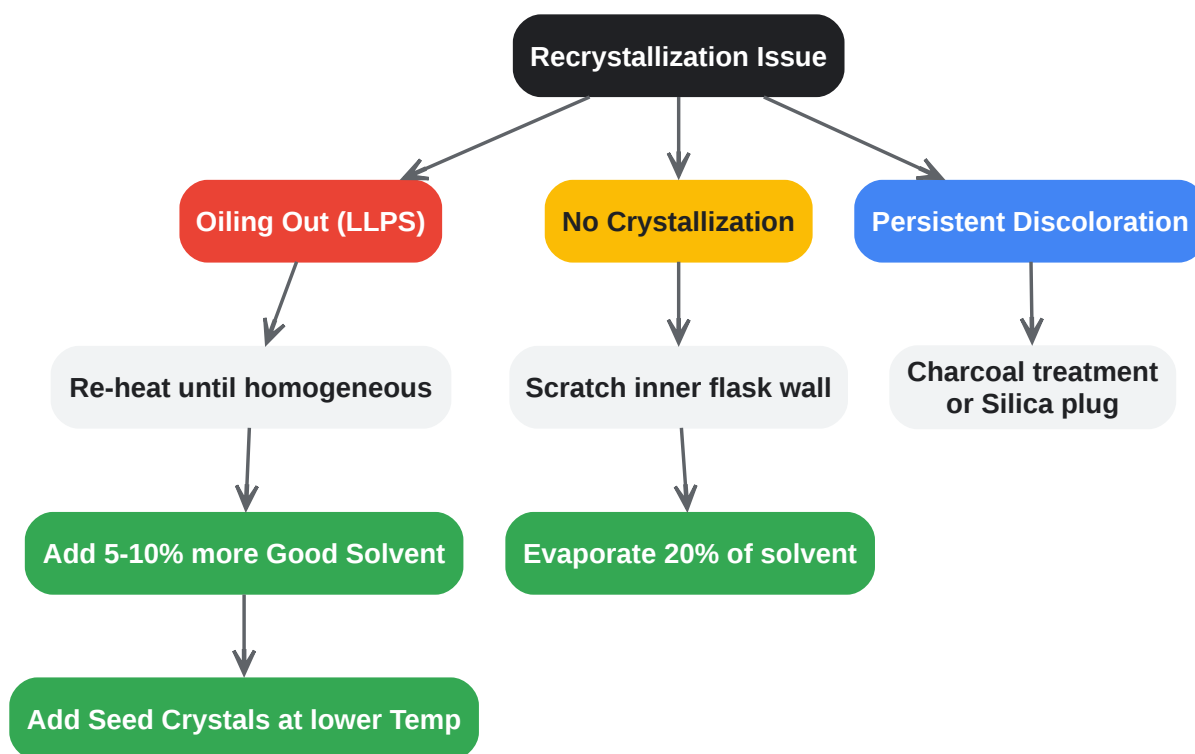 Recrystallization Issue
Oiling Out (LLPS)
No Crystallization
Persistent Discoloration
Re-heat until homogeneous
Scratch inner flask wall
Charcoal treatment
or Silica plug
Add 5-10% more Good Solvent
Evaporate 20% of solvent
Add Seed Crystals at lower Temp